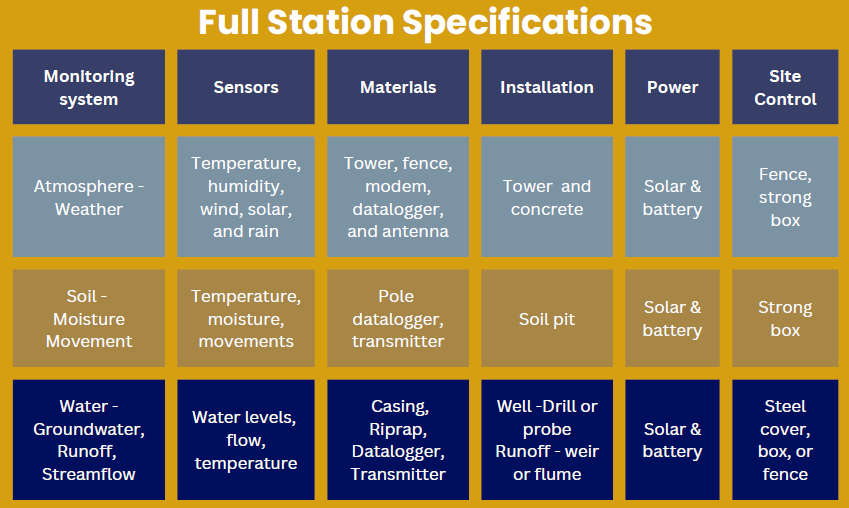 Full Station Specifications
Monitoring
system
Sensors
Materials
Installation
Power
Site
Control
Atmosphere -
Weather
Temperature,
humidity,
wind, solar,
and rain
Tower, fence,
modem,
datalogger,
and antenna
Tower and
concrete
Solar &
battery
Fence,
strong
box
Soil -
Moisture
Movement
Temperature,
moisture,
movements
Pole
datalogger,
transmitter
Soil pit
Solar &
battery
Strong
box
Water -
Groundwater,
Runoff,
Streamflow
Water levels,
flow,
temperature
Casing,
Riprap,
Datalogger,
Transmitter
Well -Drill or
probe
Runoff - weir
or flume
Solar &
battery
Steel
cover,
box, or
fence